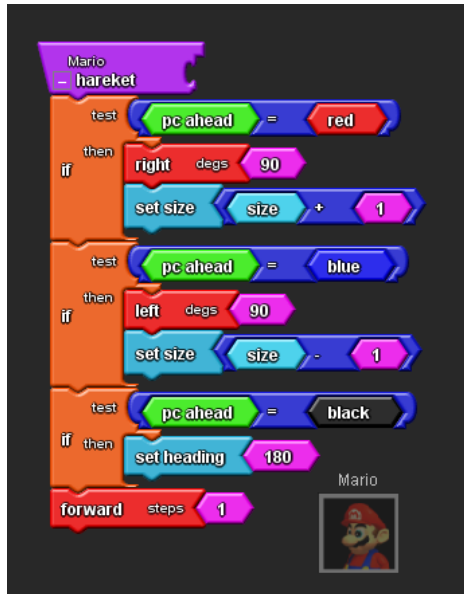 Mario
– hareket
test pc ahead = red
if then right degs 90
set size size + 1
test pc ahead = blue
if then left degs 90
set size size - 1
test pc ahead = black
if then set heading 180
forward steps 1
Mario